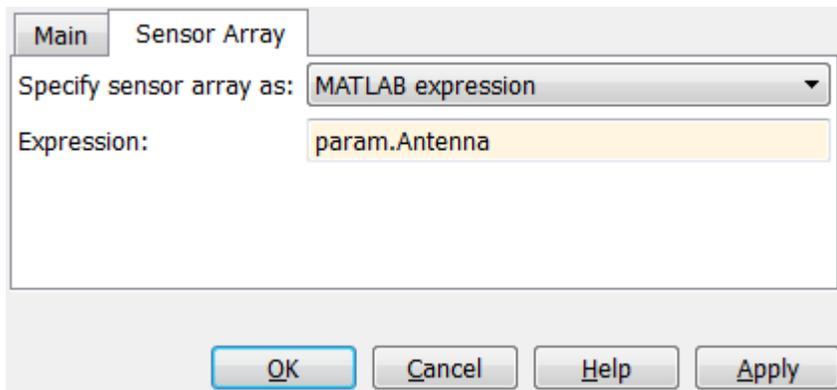 Main Sensor Array
Specify sensor array as: MATLAB expression
Expression: param.Antenna
OK Cancel Help Apply